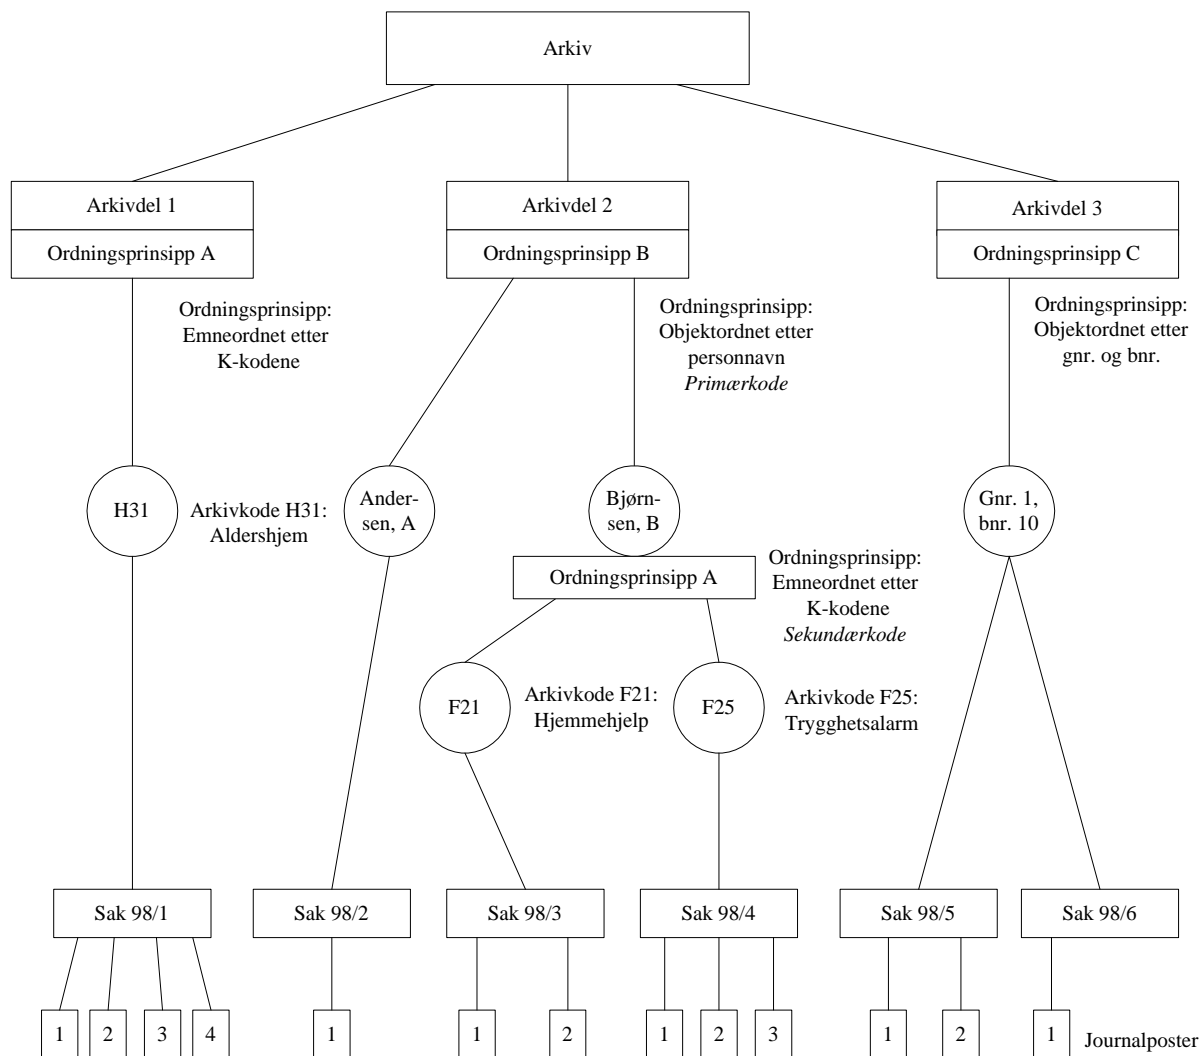 Arkiv
Arkivdel 1
Ordningsprinsipp A
Arkivdel 2
Ordningsprinsipp B
Arkivdel 3
Ordningsprinsipp C
Ordningsprinsipp:
Emneordnet etter
K-kodene
Ordningsprinsipp:
Objektordnet etter
personnavn
Primærkode
Ordningsprinsipp:
Objektordnet etter
gnr. og bnr.
H31
Arkivkode H31:
Aldershjem
Ander-
sen, A
Bjørn-
sen, B
Gnr. 1,
bnr. 10
Ordningsprinsipp A
Ordningsprinsipp:
Emneordnet etter
K-kodene
Sekundærkode
F21
Arkivkode F21:
Hjemmehjelp
F25
Arkivkode F25:
Trygghetsalarm
Sak 98/1
Sak 98/2
Sak 98/3
Sak 98/4
Sak 98/5
Sak 98/6
1 2 3 4
1
1 2
1 2 3
1 2
1
Journalposter